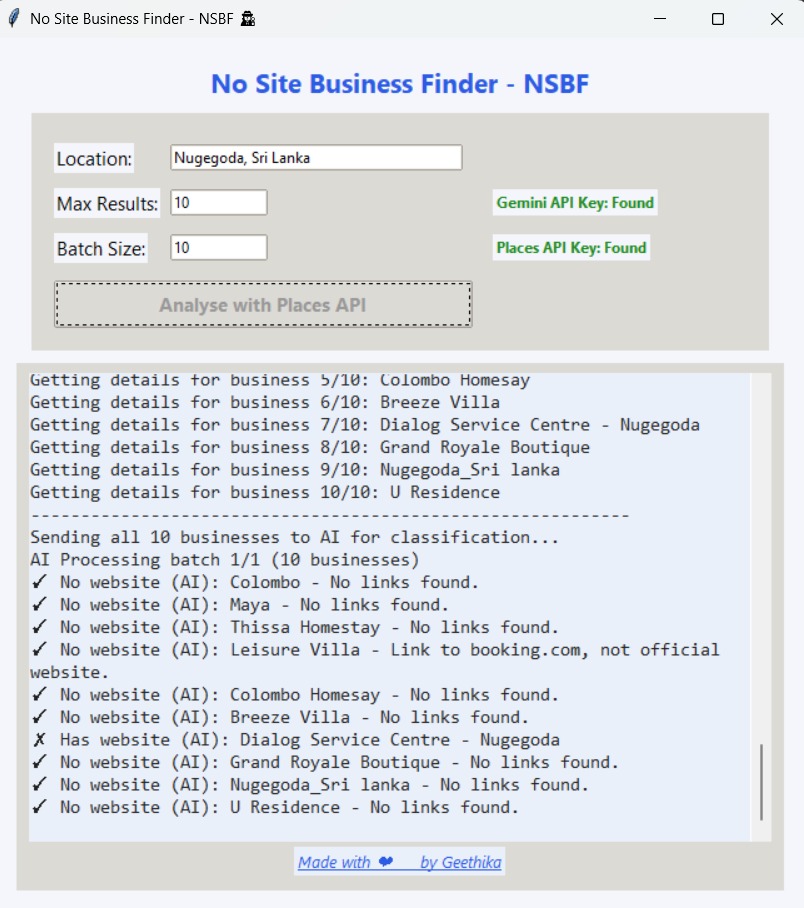 No Site Business Finder - NSBF
No Site Business Finder - NSBF
Location: Nugegoda, Sri Lanka
Max Results: 10 Gemini API Key: Found
Batch Size: 10 Places API Key: Found
Analyse with Places API
Getting details for business 5/10: Colombo Homesay
Getting details for business 6/10: Breeze Villa
Getting details for business 7/10: Dialog Service Centre - Nugegoda
Getting details for business 8/10: Grand Royale Boutique
Getting details for business 9/10: Nugegoda_Sri lanka
Getting details for business 10/10: U Residence
------------------------------------------------------------
Sending all 10 businesses to AI for classification...
AI Processing batch 1/1 (10 businesses)
✓ No website (AI): Colombo - No links found.
✓ No website (AI): Maya - No links found.
✓ No website (AI): Thissa Homestay - No links found.
✓ No website (AI): Leisure Villa - Link to booking.com, not official
website.
✓ No website (AI): Colombo Homesay - No links found.
✓ No website (AI): Breeze Villa - No links found.
✗ Has website (AI): Dialog Service Centre - Nugegoda
✓ No website (AI): Grand Royale Boutique - No links found.
✓ No website (AI): Nugegoda_Sri lanka - No links found.
✓ No website (AI): U Residence - No links found.
Made with ❤ by Geethika